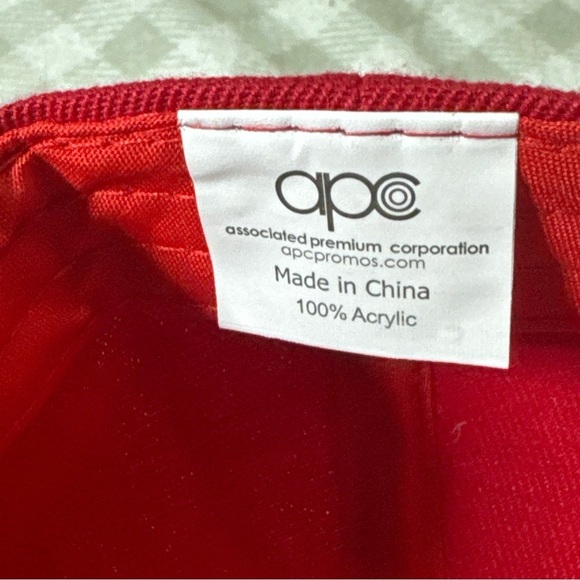 apc
associated premium corporation
apcpromos.com
Made in China
100% Acrylic